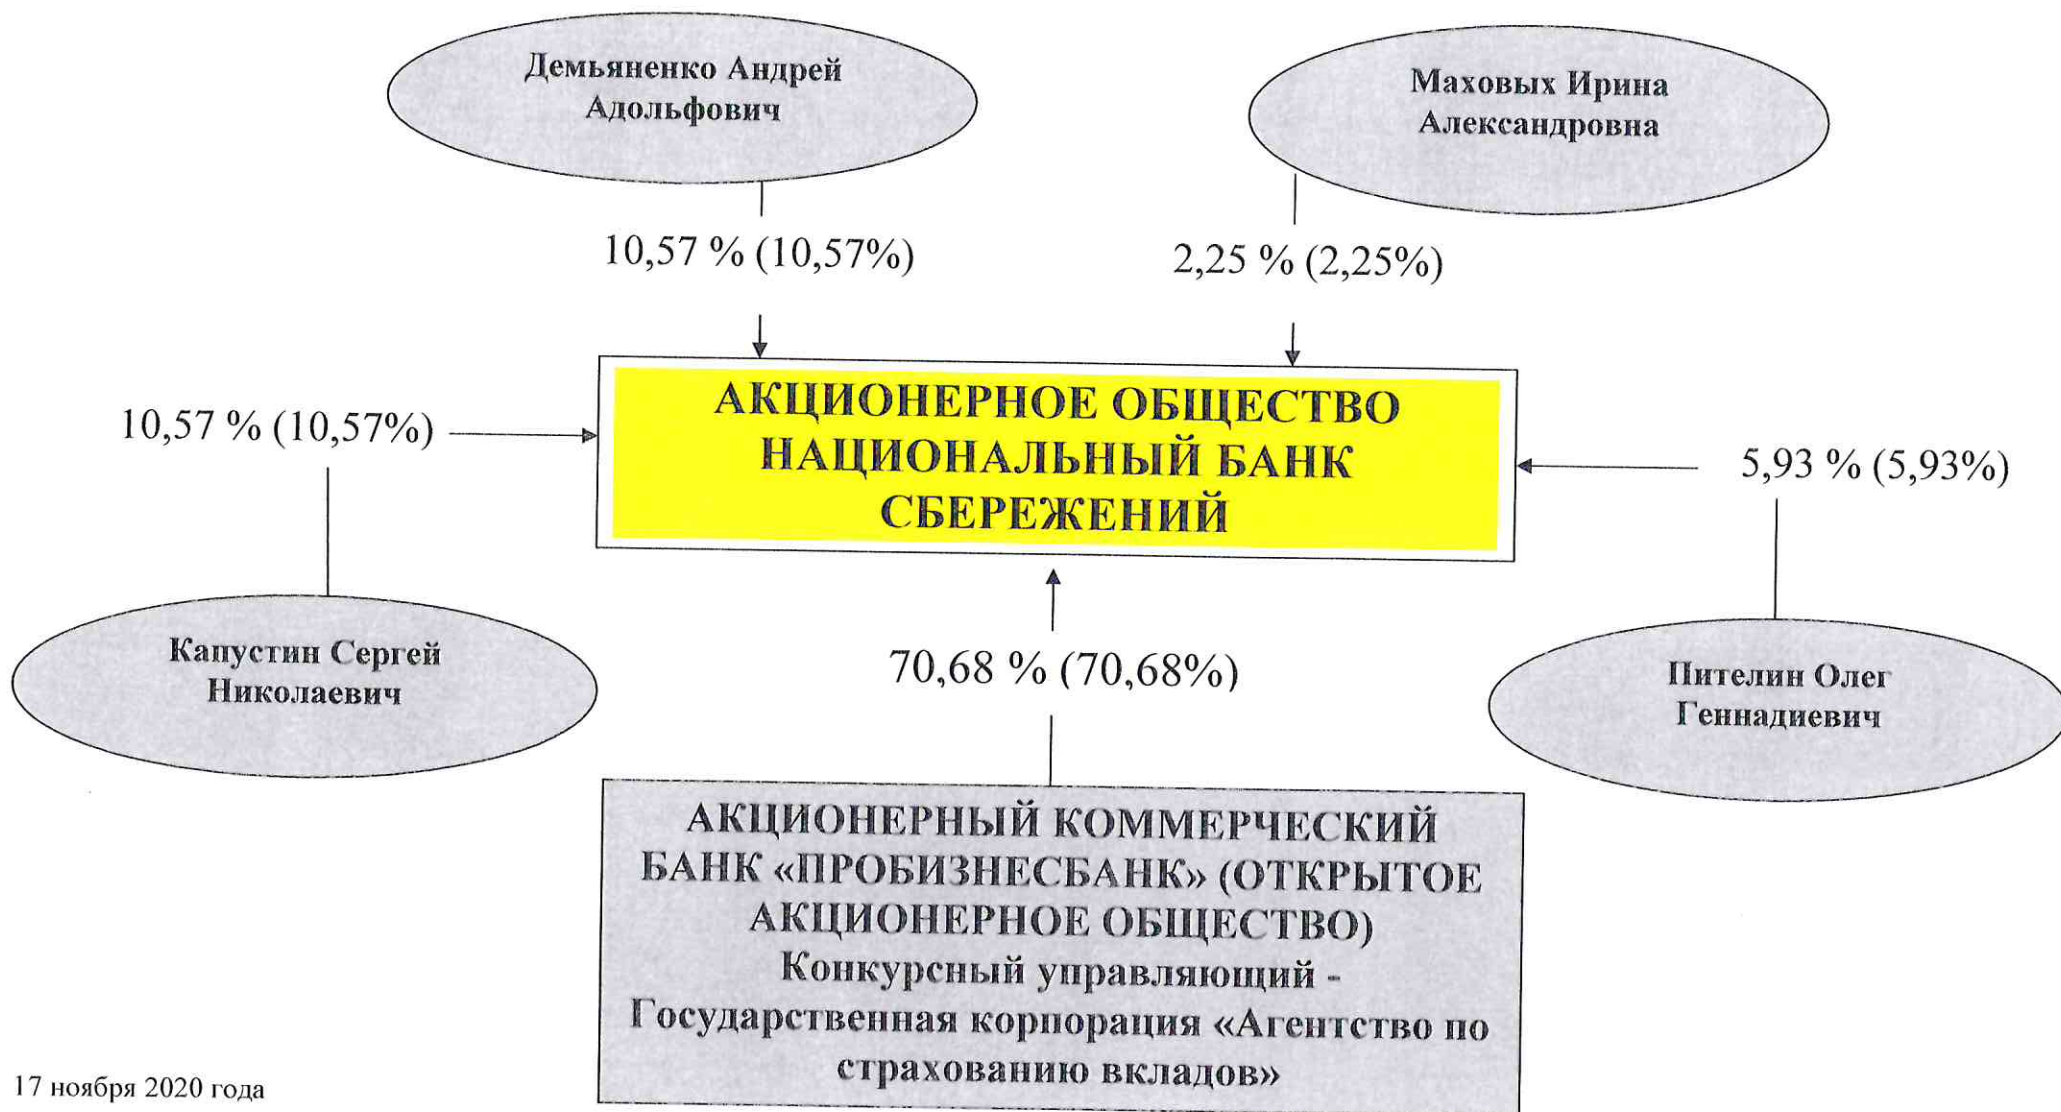 Демьяненко Андрей
Адольфович
Маховых Ирина
Александровна
10,57 % (10,57%)
2,25 % (2,25%)
АКЦИОНЕРНОЕ ОБЩЕСТВО
НАЦИОНАЛЬНЫЙ БАНК
СБЕРЕЖЕНИЙ
10,57 % (10,57%)
5,93 % (5,93%)
Капустин Сергей
Николаевич
70,68 % (70,68%)
Пителин Олег
Геннадиевич
АКЦИОНЕРНЫЙ КОММЕРЧЕСКИЙ
БАНК «ПРОБИЗНЕСБАНК» (ОТКРЫТОЕ
АКЦИОНЕРНОЕ ОБЩЕСТВО)
Конкурсный управляющий -
Государственная корпорация «Агентство по
страхованию вкладов»
17 ноября 2020 года